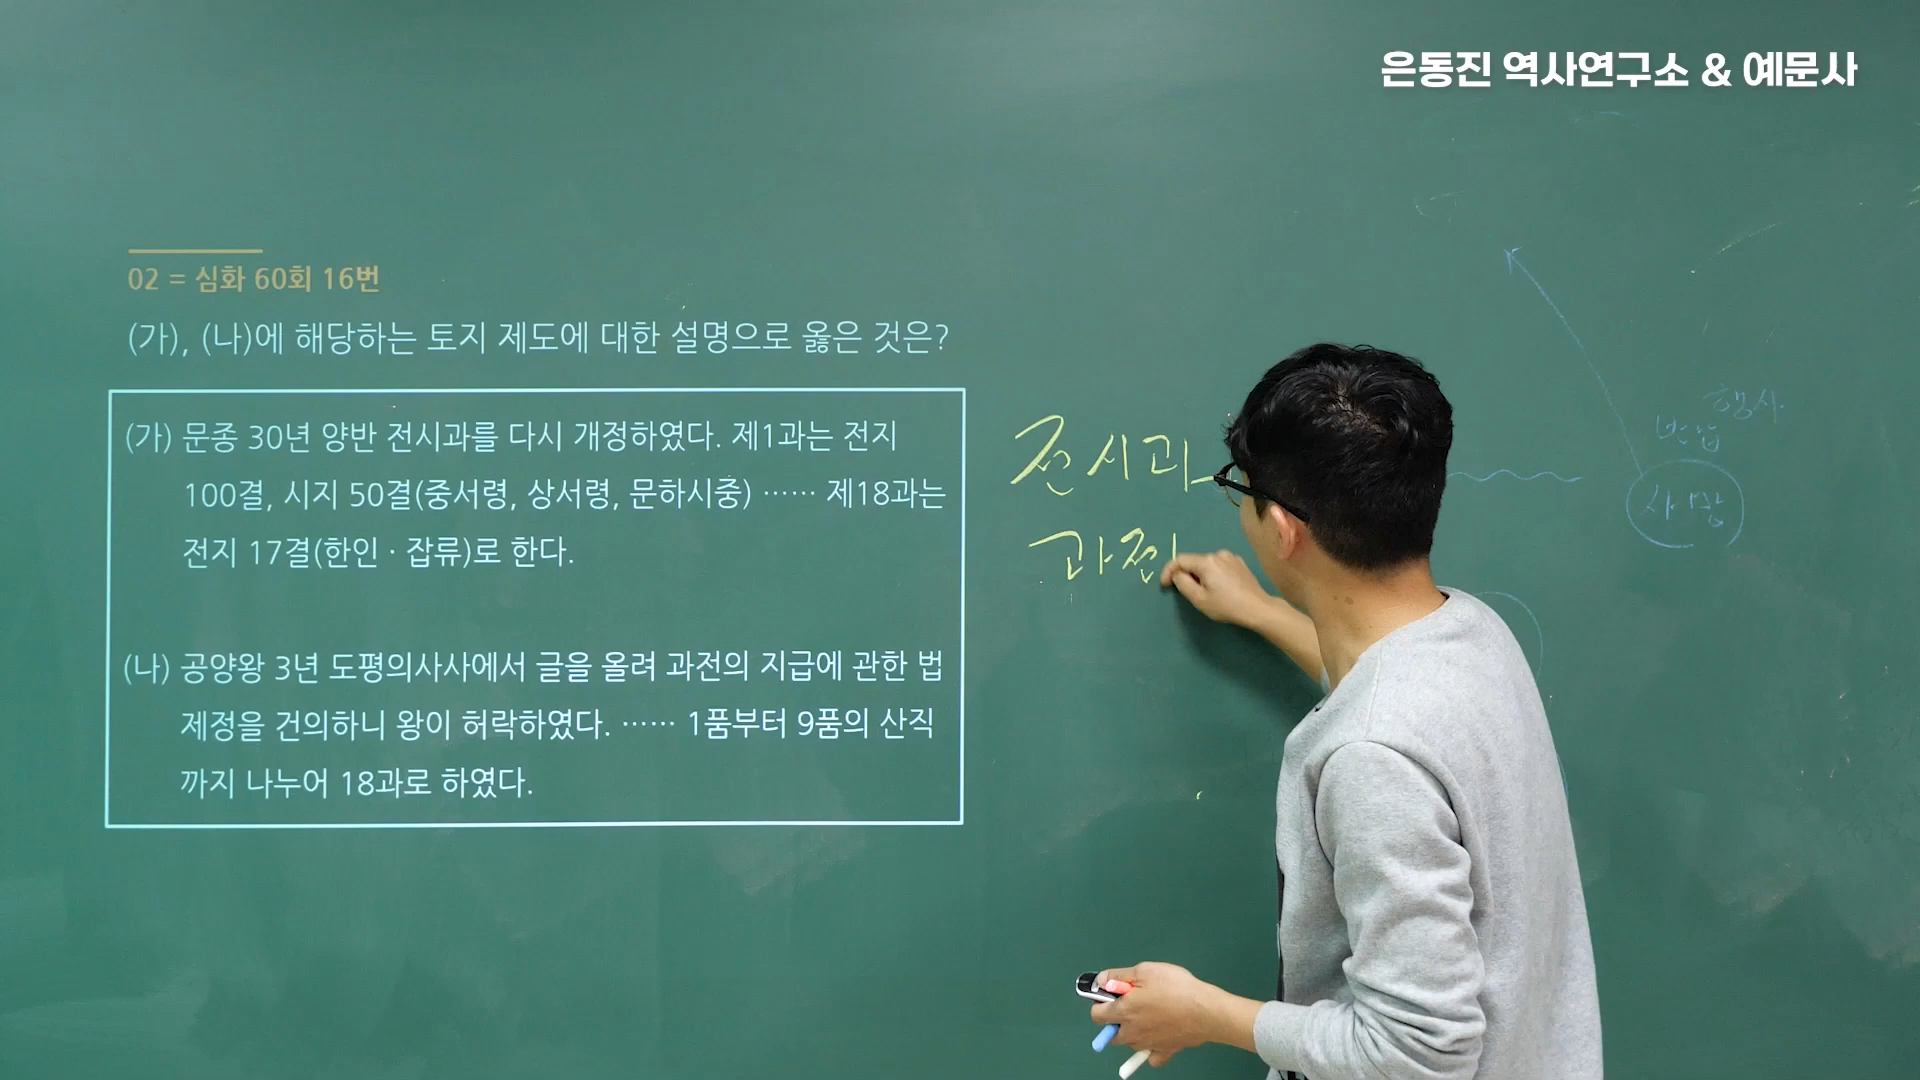 은동진 역사연구소 & 예문사
02 = 심화 60회 16번
(가), (나)에 해당하는 토지 제도에 대한 설명으로 옳은 것은?
(가) 문종 30년 양반 전시과를 다시 개정하였다. 제1과는 전지
100결, 시지 50결(중서령, 상서령, 문하시중) …… 제18과는
전지 17결(한인 · 잡류)로 한다.
(나) 공양왕 3년 도평의사사에서 글을 올려 과전의 지급에 관한 법
제정을 건의하니 왕이 허락하였다. …… 1품부터 9품의 산직
까지 나누어 18과로 하였다.
전시과
과전
행사
사망